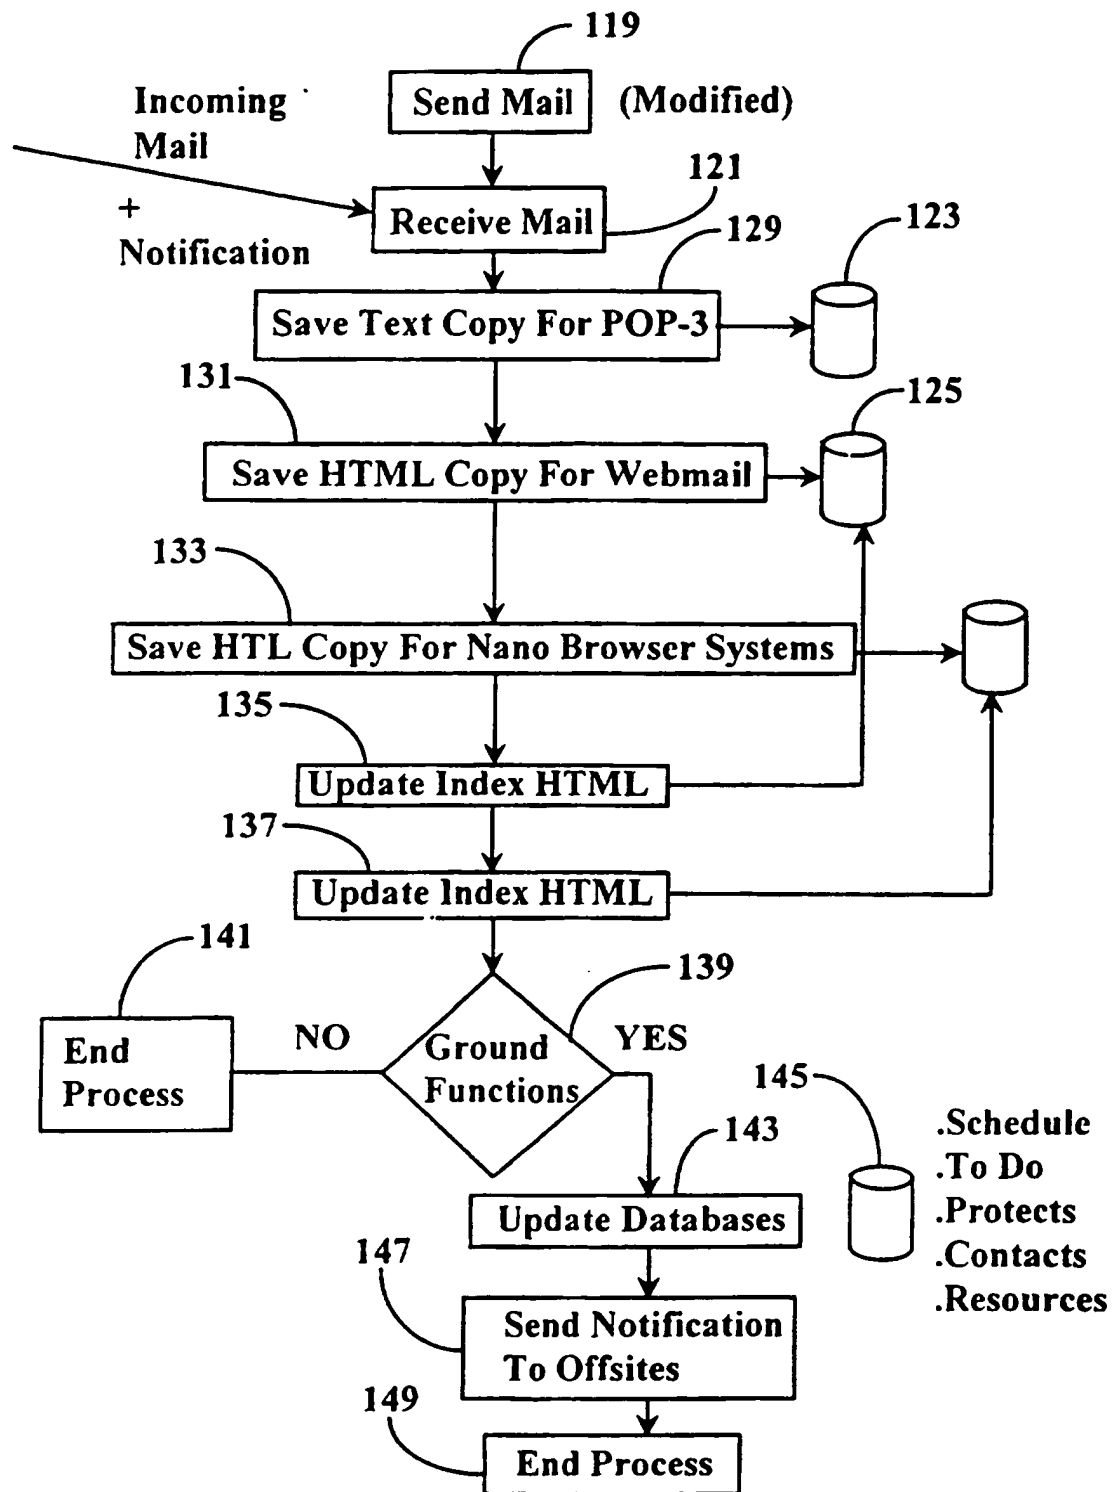 119
Send Mail
(Modified)
Incoming
Mail
+
Notification
121
Receive Mail
129
123
Save Text Copy For POP-3
131
125
Save HTML Copy For Webmail
133
Save HTL Copy For Nano Browser Systems
135
Update Index HTML
137
Update Index HTML
141
139
End
Process
NO
Ground
Functions
YES
145
.Schedule
.To Do
.Protects
.Contacts
.Resources
143
Update Databases
147
Send Notification
To Offsites
149
End Process